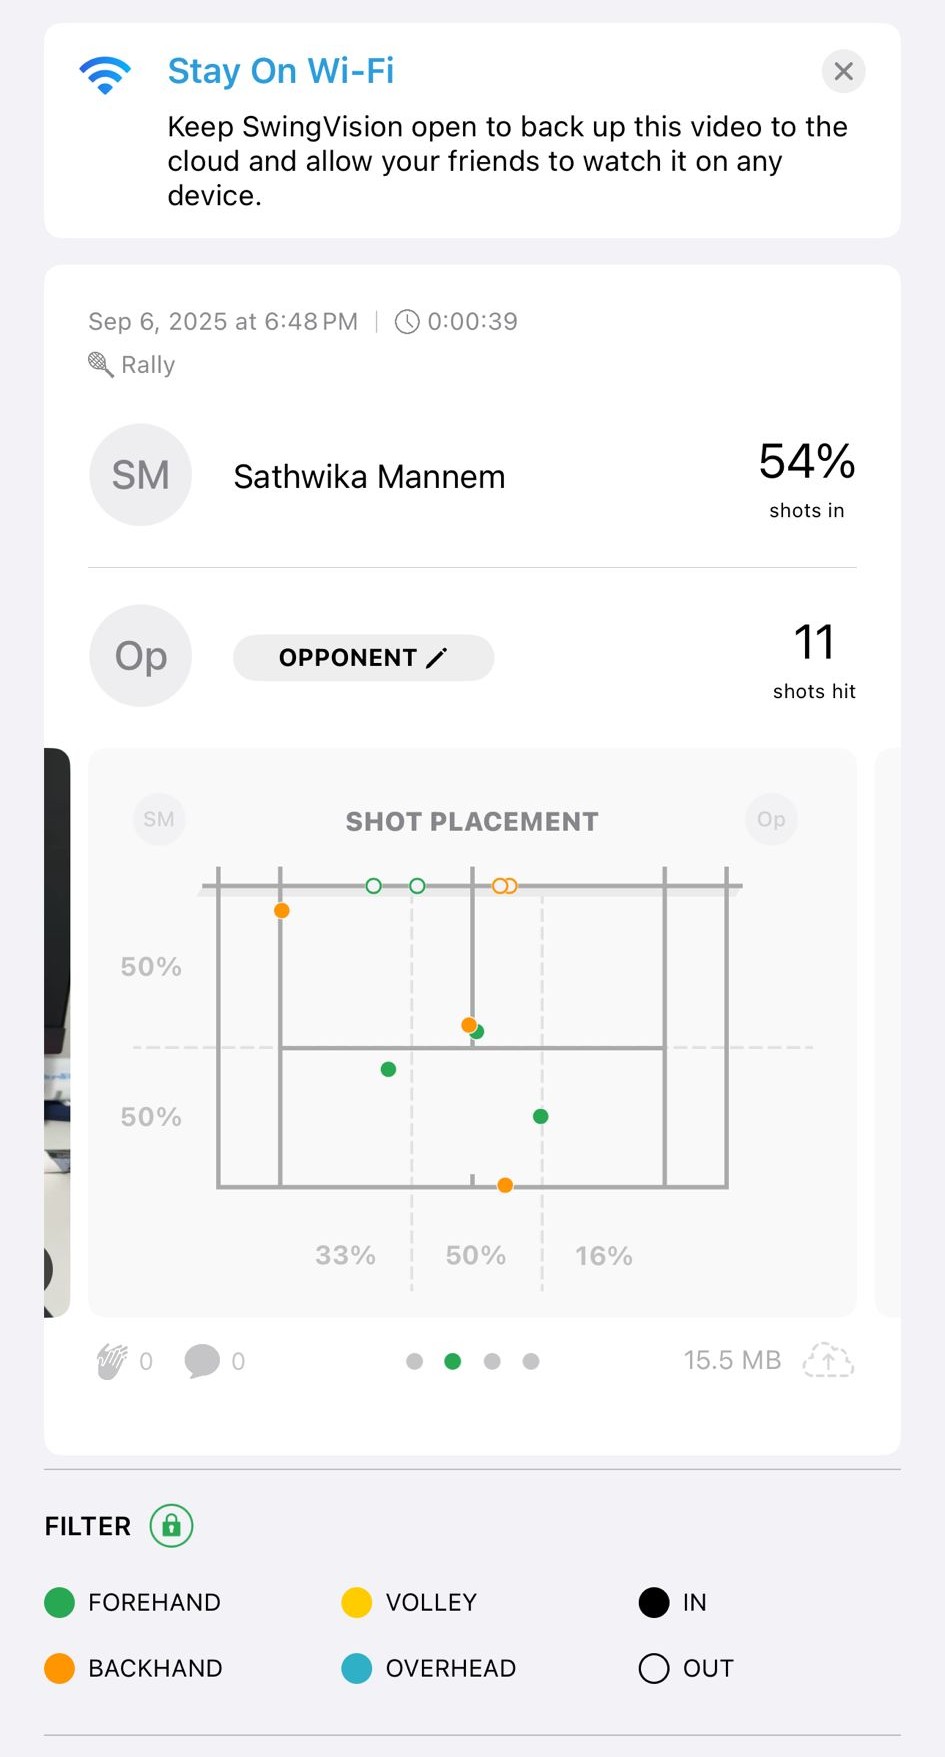 Stay On Wi-Fi
Keep SwingVision open to back up this video to the
cloud and allow your friends to watch it on any
device.
Sep 6, 2025 at 6:48 PM | 0:00:39
Rally
SM
Sathwika Mannem
54%
shots in
Op
OPPONENT
11
shots hit
SM
SHOT PLACEMENT
Op
50%
50%
33%
50%
16%
0
0
15.5 MB
FILTER
FOREHAND
VOLLEY
IN
BACKHAND
OVERHEAD
OUT